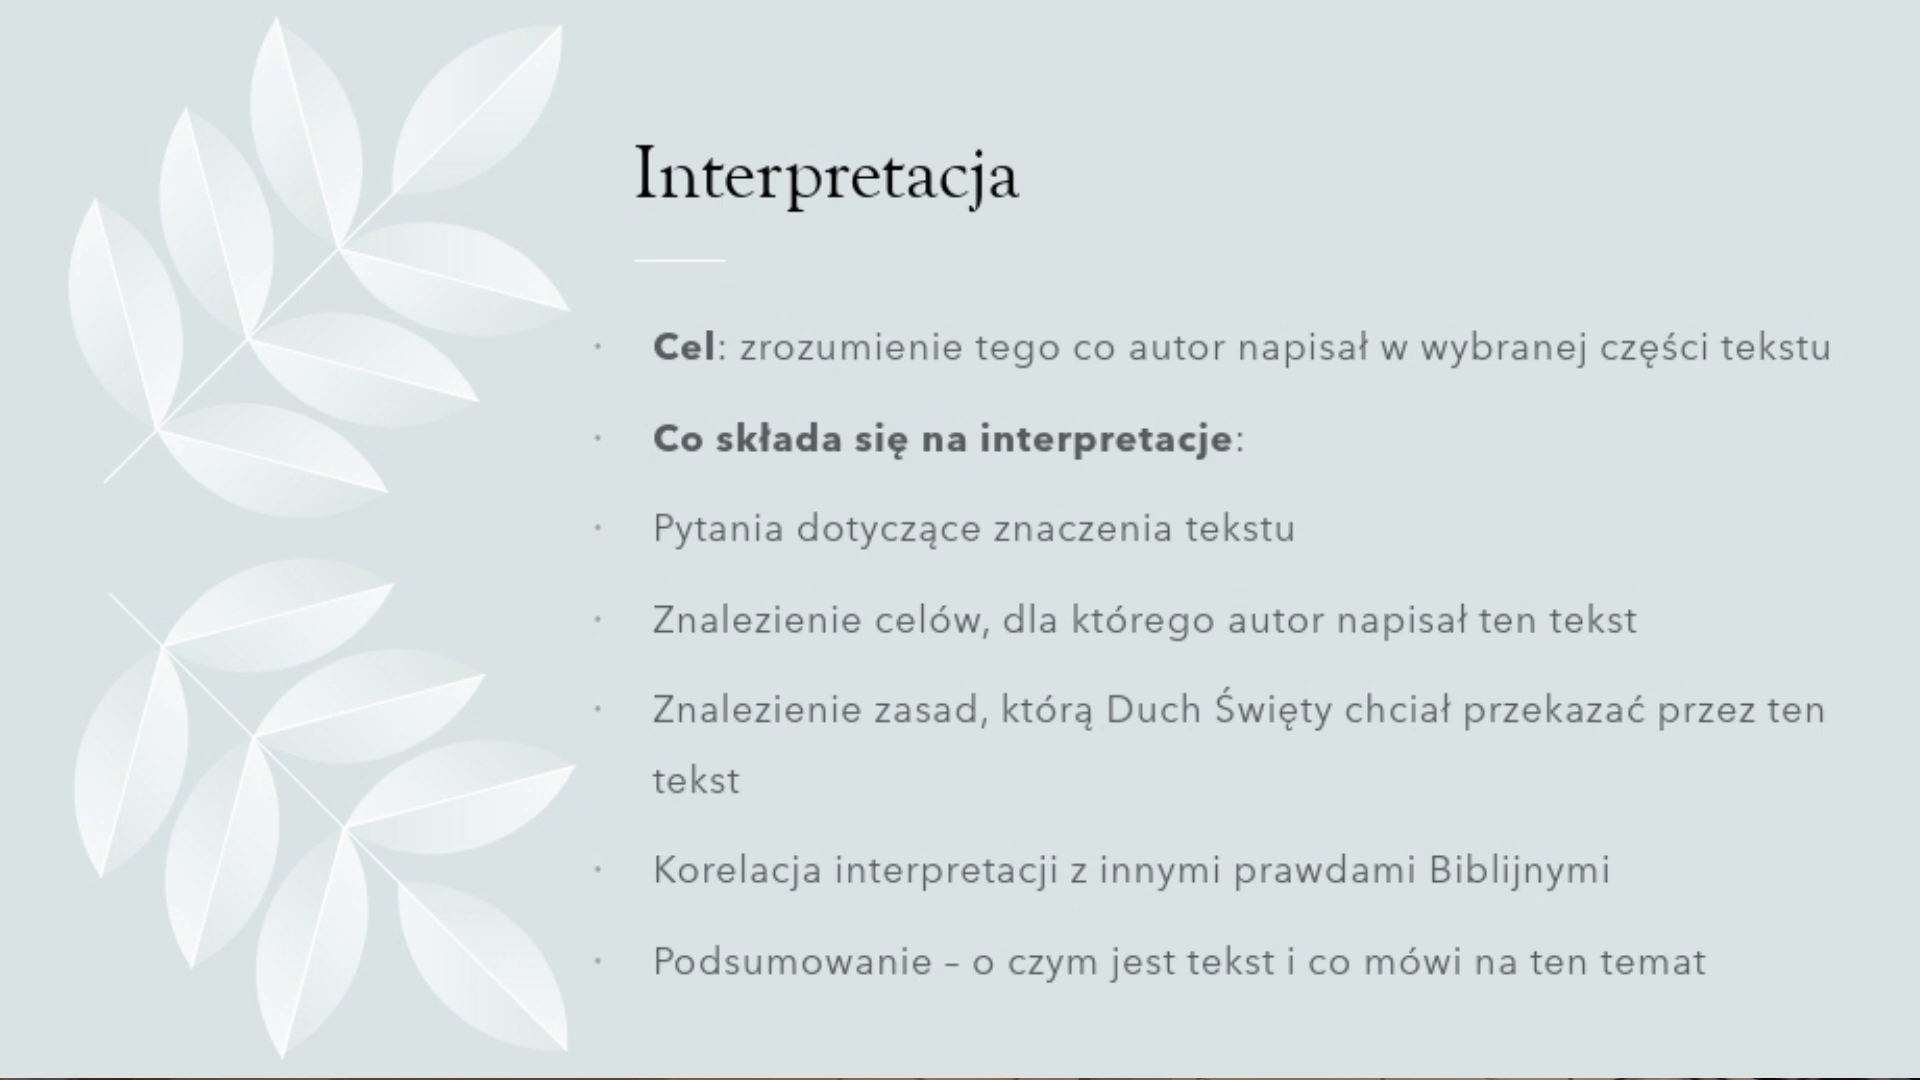 Interpretacja
· Cel: zrozumienie tego co autor napisał w wybranej części tekstu
· Co składa się na interpretacje:
· Pytania dotyczące znaczenia tekstu
· Znalezienie celów, dla którego autor napisał ten tekst
· Znalezienie zasad, którą Duch Święty chciał przekazać przez ten
tekst
· Korelacja interpretacji z innymi prawdami Biblijnymi
· Podsumowanie – o czym jest tekst i co mówi na ten temat